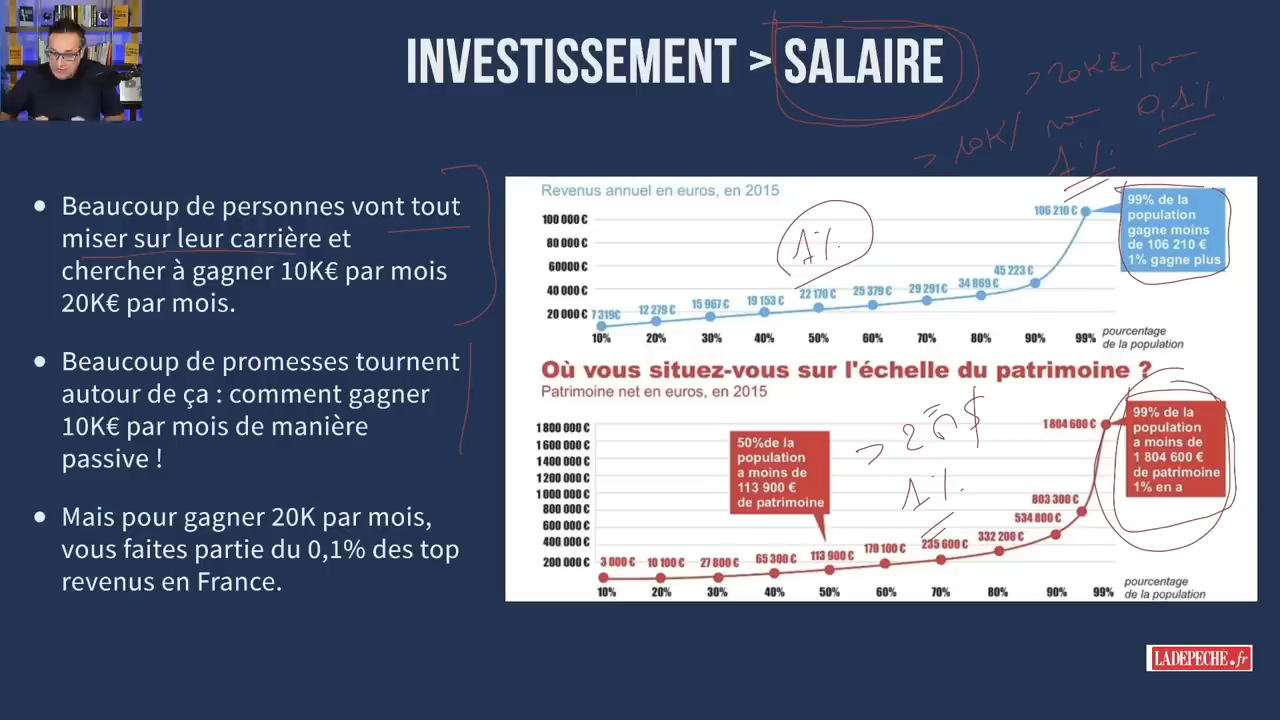 INVESTISSEMENT > SALAIRE
> 20K€/m
0,1%
> 10K/m
1%
Beaucoup de personnes vont tout
miser sur leur carrière et
chercher à gagner 10K€ par mois
20K€ par mois.
Beaucoup de promesses tournent
autour de ça : comment gagner
10K€ par mois de manière
passive !
Mais pour gagner 20K par mois,
vous faites partie du 0,1% des top
revenus en France.
Revenus annuel en euros, en 2015
100 000 €
80 000 €
60000 €
40 000 €
20 000 €
7 319€
12 279 €
15 967 €
19 153 €
22 170 €
25 379 €
29 291 €
34 869 €
45 223 €
106 210 €
1%
99% de la
population
gagne moins
de 106 210 €
1% gagne plus
10%
20%
30%
40%
50%
60%
70%
80%
90%
99%
pourcentage
de la population
Où vous situez-vous sur l'échelle du patrimoine ?
Patrimoine net en euros, en 2015
1 800 000 €
1 600 000 €
1400 000 €
1200 000 €
1 000 000 €
800 000 €
600 000 €
400 000 €
200 000 €
50%de la
population
a moins de
113 900 €
de patrimoine
1%
3 000 €
10 100 €
27 800 €
65 300 €
113 900 €
170 100 €
235 600 €
332 200 €
534 800 €
803 300 €
1 804 600 €
99% de la
population
a moins de
1 804 600 €
de patrimoine
1% en a
10%
20%
30%
40%
50%
60%
70%
80%
90%
99%
pourcentage
de la population
LADEPECHE.fr